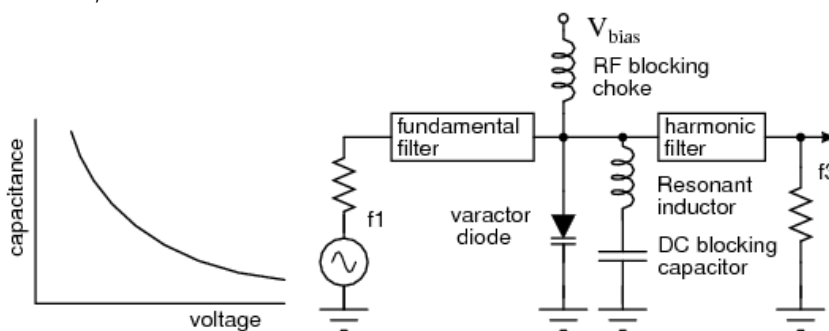 capacitance
voltage
f1
fundamental
filter
V_bias
RF blocking
choke
varactor
diode
Resonant
inductor
DC blocking
capacitor
harmonic
filter
f3